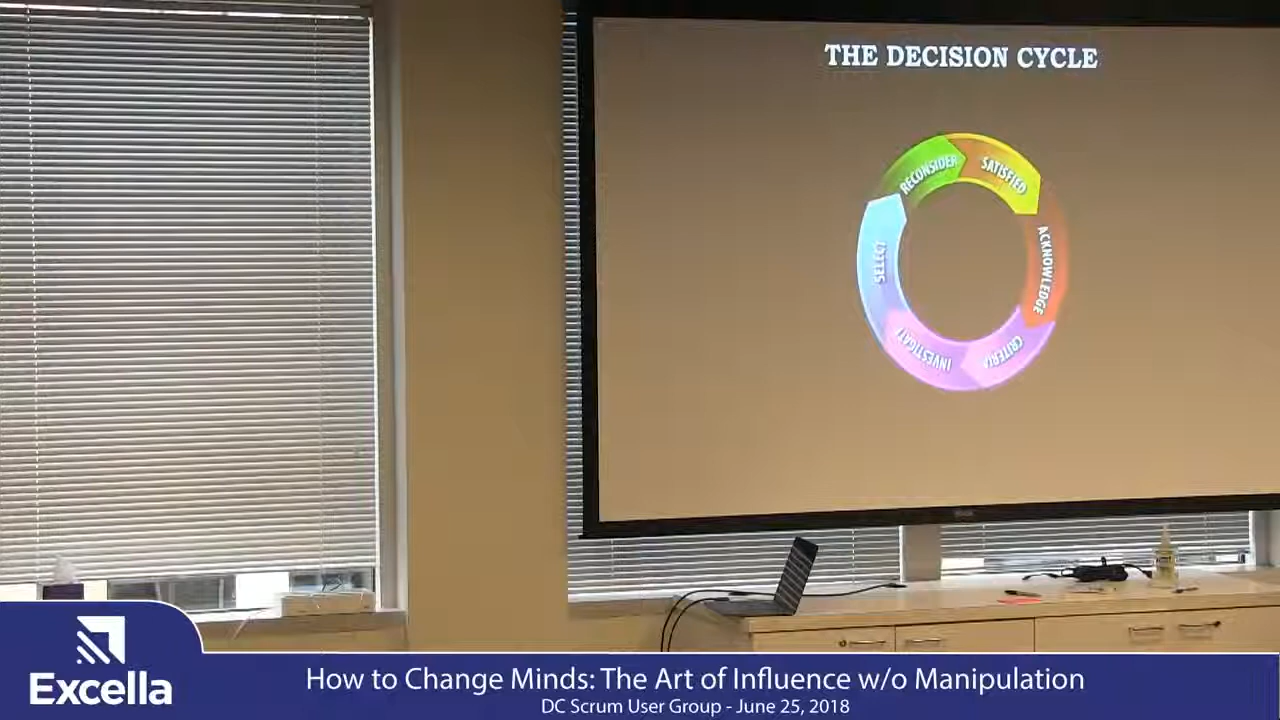 THE DECISION CYCLE
RECONSIDER
SATISFIED
ACKNOWLEDGE
CRITERIA
INVESTIGATE
SELECT
Excella
How to Change Minds: The Art of Influence w/o Manipulation
DC Scrum User Group - June 25, 2018